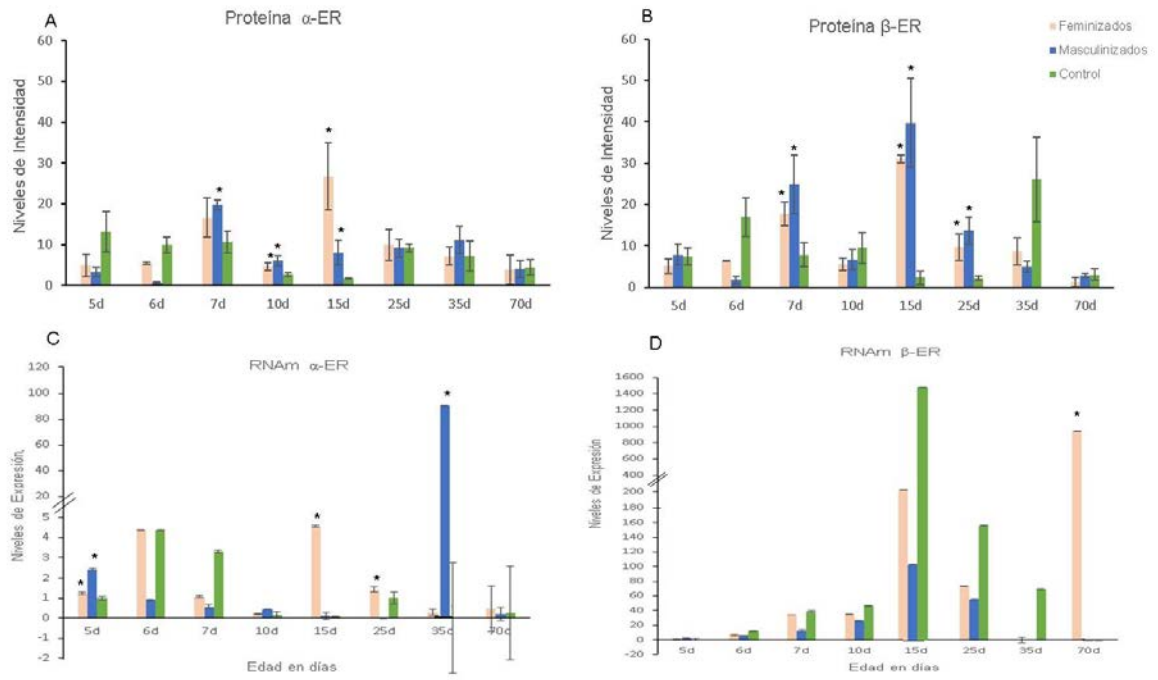 A
Proteína α-ER
Niveles de Intensidad
60
50
40
30
20
10
0
5d 6d 7d 10d 15d 25d 35d 70d
* * * * * *
B
Proteína β-ER
Feminizados
Masculinizados
Control
Niveles de Intensidad
60
50
40
30
20
10
0
5d 6d 7d 10d 15d 25d 35d 70d
* * * * * *
C
RNAm α-ER
Niveles de Expresión,
120
100
80
60
40
20
5
4
3
2
1
0
-1
-2
5d 6d 7d 10d 15d 25d 35d 70d
* * * * *
Edad en días
D
RNAm β-ER
Niveles de Expresión
1600
1400
1200
1000
800
600
400
200
180
160
140
120
100
80
60
40
20
0
-20
5d 6d 7d 10d 15d 25d 35d 70d
*
Edad en días